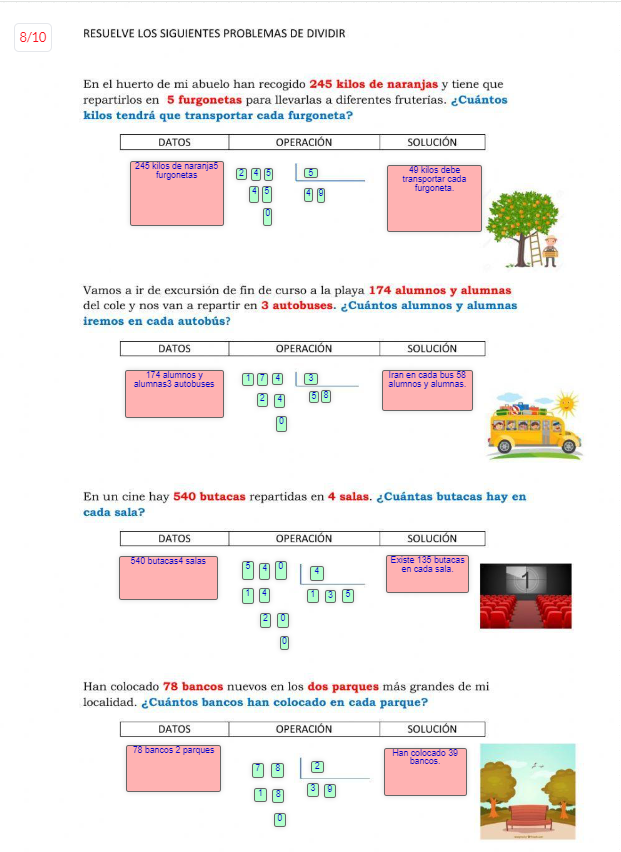 8/10
RESUELVE LOS SIGUIENTES PROBLEMAS DE DIVIDIR
En el huerto de mi abuelo han recogido 245 kilos de naranjas y tiene que
repartirlos en 5 furgonetas para llevarlas a diferentes fruterías. ¿Cuántos
kilos tendrá que transportar cada furgoneta?
DATOS OPERACIÓN SOLUCIÓN
245 kilos de naranja5
furgonetas
2 4 5 5
4 5 4 9
0
49 kilos debe
transportar cada
furgoneta.
Vamos a ir de excursión de fin de curso a la playa 174 alumnos y alumnas
del cole y nos van a repartir en 3 autobuses. ¿Cuántos alumnos y alumnas
iremos en cada autobús?
DATOS OPERACIÓN SOLUCIÓN
174 alumnos y
alumnas3 autobuses
1 7 4 3
2 4 5 8
0
Iran en cada bus 58
alumnos y alumnas.
En un cine hay 540 butacas repartidas en 4 salas. ¿Cuántas butacas hay en
cada sala?
DATOS OPERACIÓN SOLUCIÓN
540 butacas4 salas
5 4 0 4
1 4 1 3 5
2 0
0
Existe 135 butacas
en cada sala.
1
Han colocado 78 bancos nuevos en los dos parques más grandes de mi
localidad. ¿Cuántos bancos han colocado en cada parque?
DATOS OPERACIÓN SOLUCIÓN
78 bancos 2 parques
7 8 2
1 8 3 9
0
Han colocado 39
bancos.